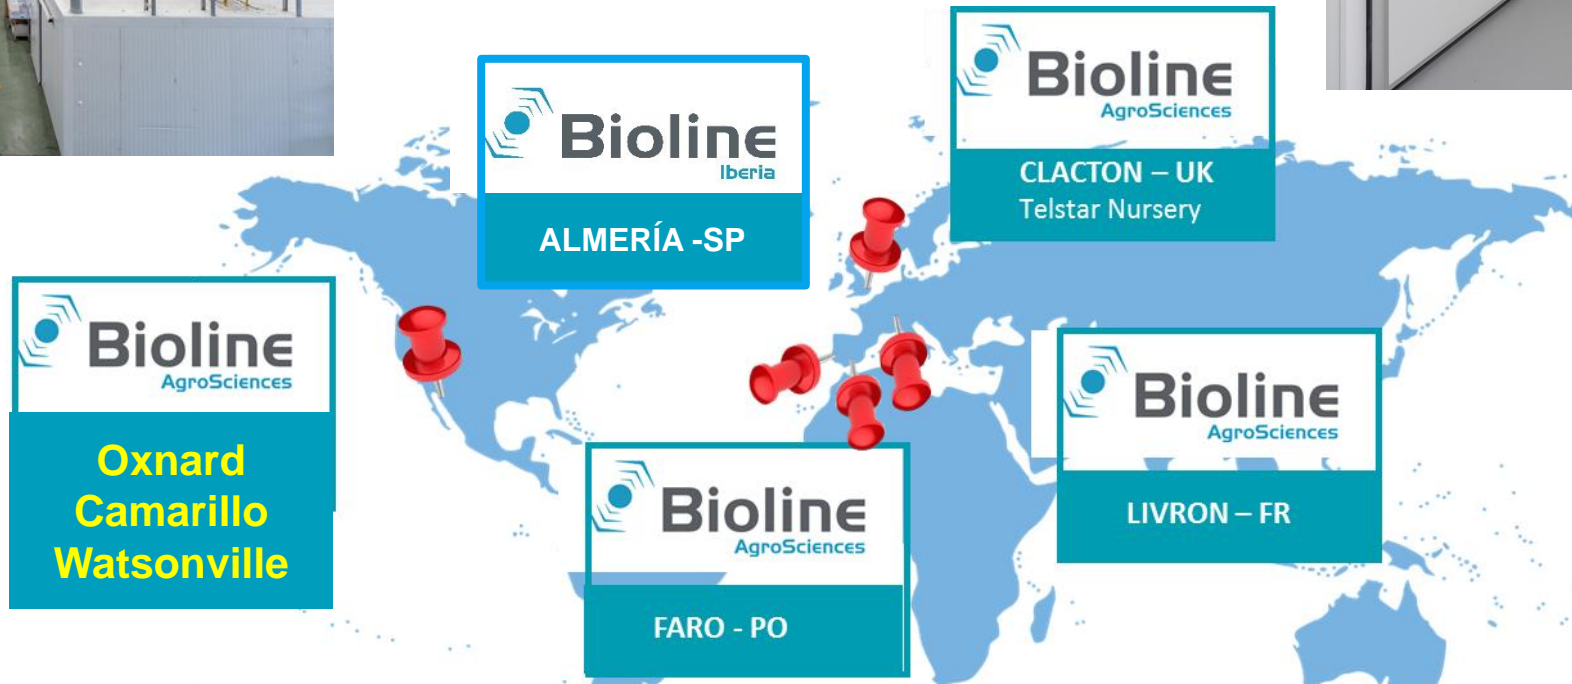 Bioline
AgroSciences
CLACTON – UK
Telstar Nursery
Bioline
Iberia
ALMERÍA -SP
Bioline
AgroSciences
Oxnard
Camarillo
Watsonville
Bioline
AgroSciences
LIVRON – FR
Bioline
AgroSciences
FARO - PO